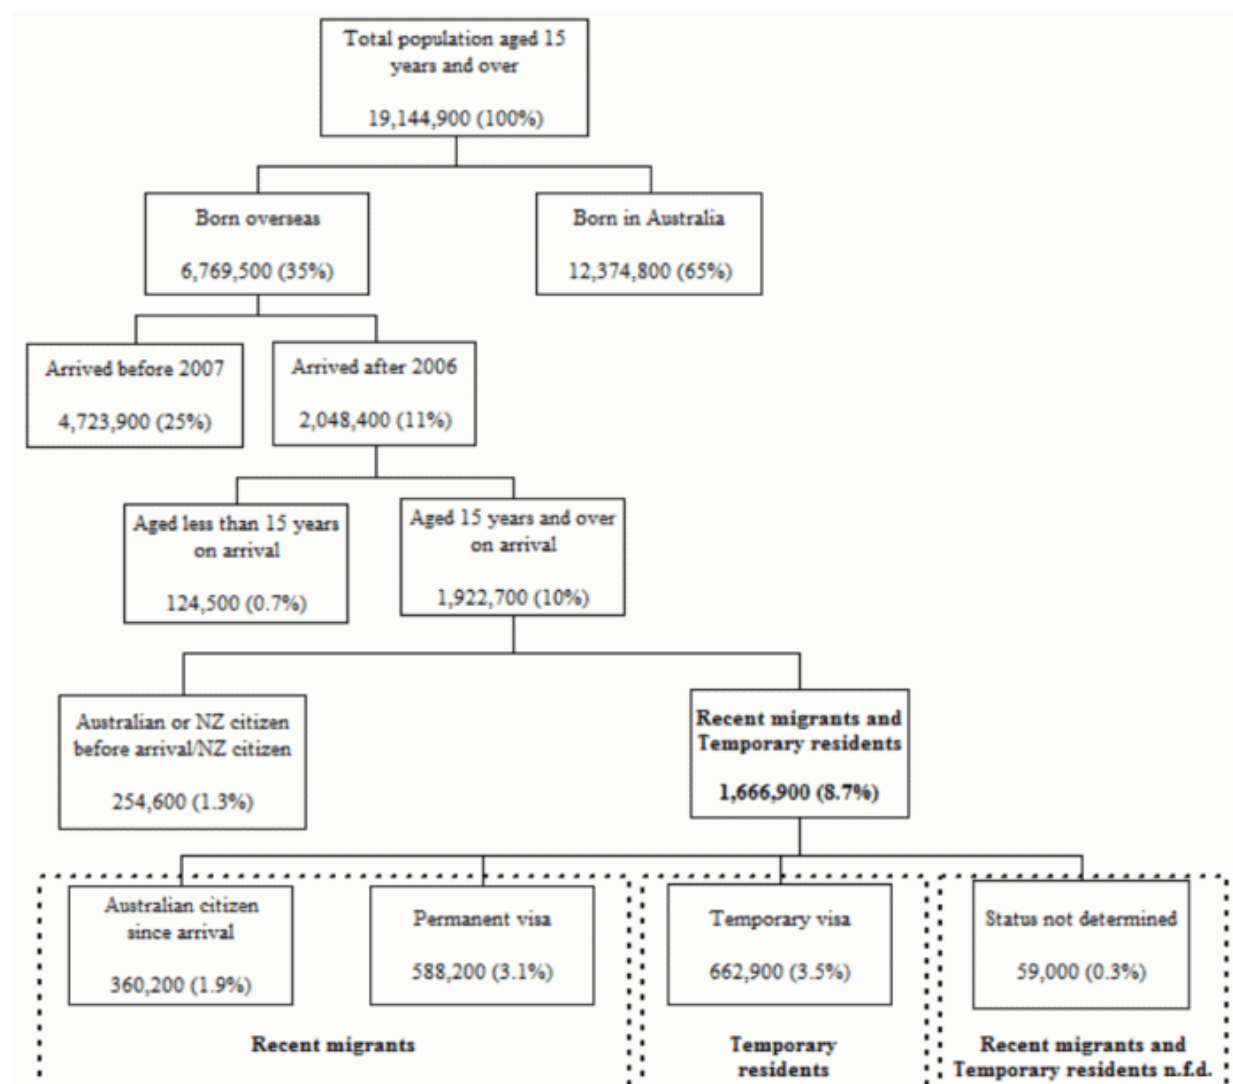 Total population aged 15
years and over
19,144,900 (100%)
Born overseas
6,769,500 (35%)
Born in Australia
12,374,800 (65%)
Arrived before 2007
4,723,900 (25%)
Arrived after 2006
2,048,400 (11%)
Aged less than 15 years
on arrival
124,500 (0.7%)
Aged 15 years and over
on arrival
1,922,700 (10%)
Australian or NZ citizen
before arrival/NZ citizen
254,600 (1.3%)
Recent migrants and
Temporary residents
1,666,900 (8.7%)
Australian citizen
since arrival
360,200 (1.9%)
Permanent visa
588,200 (3.1%)
Temporary visa
662,900 (3.5%)
Status not determined
59,000 (0.3%)
Recent migrants
Temporary
residents
Recent migrants and
Temporary residents n.f.d.